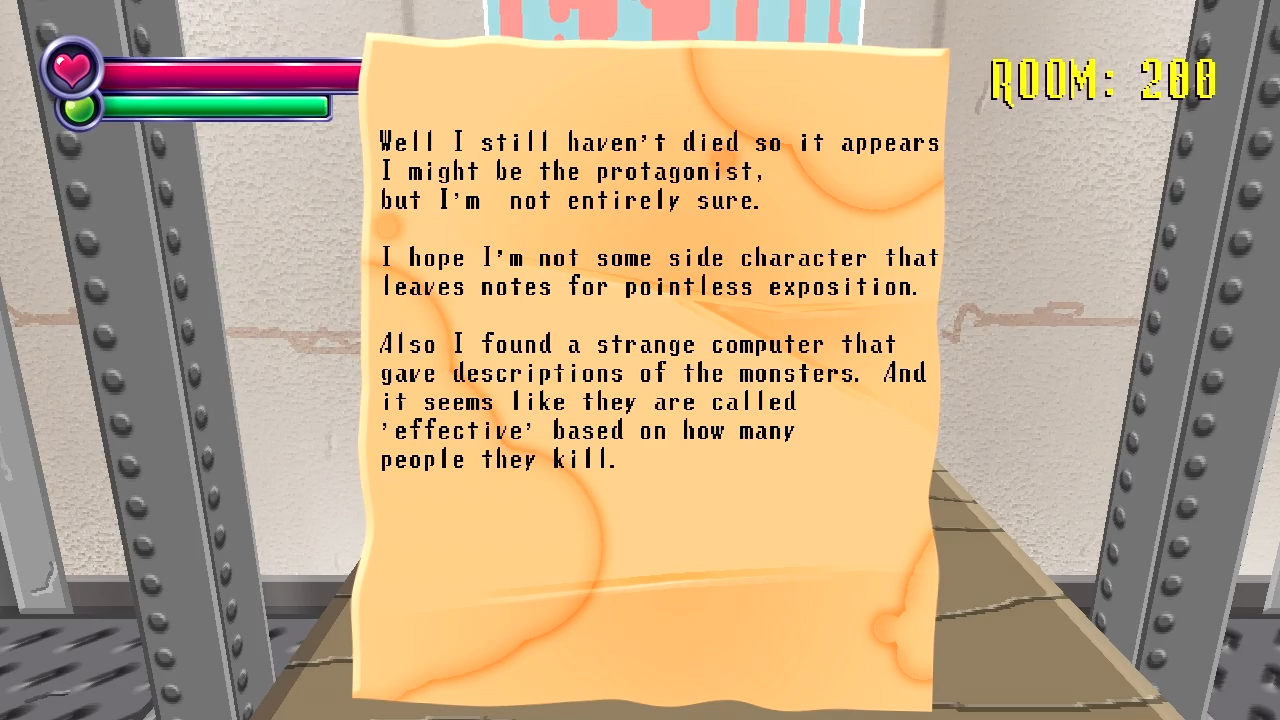 ROOM: 200
Well I still haven't died so it appears
I might be the protagonist,
but I'm  not entirely sure.
I hope I'm not some side character that
leaves notes for pointless exposition.
Also I found a strange computer that
gave descriptions of the monsters.  And
it seems like they are called
'effective' based on how many
people they kill.